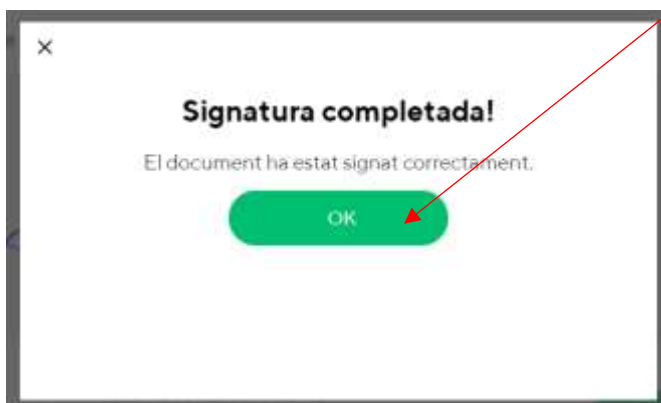 Signatura completada!
El document ha estat signat correctament.
OK